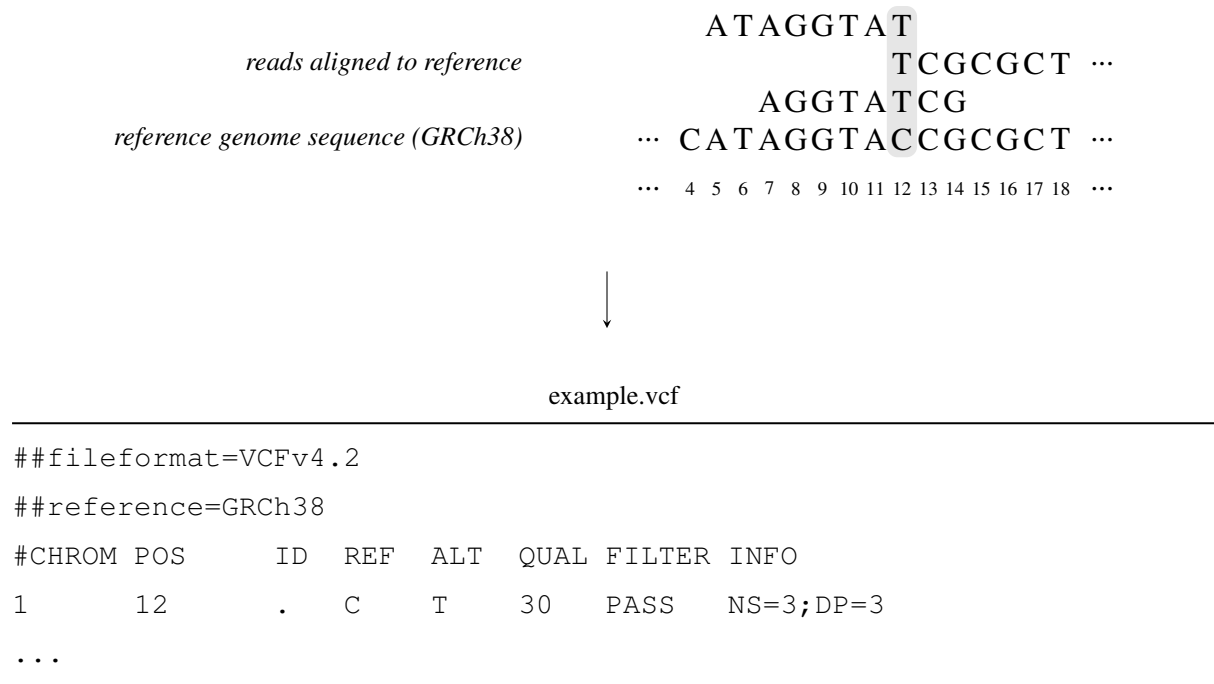 ATAGGTAT
reads aligned to reference TCGCGCT ...
AGGTATCG
reference genome sequence (GRCh38) ... CATAGGTACCGCGCT ...
... 4 5 6 7 8 9 10 11 12 13 14 15 16 17 18 ...
example.vcf
##fileformat=VCFv4.2
##reference=GRCh38
#CHROM POS ID REF ALT QUAL FILTER INFO
1 12 . C T 30 PASS NS=3;DP=3
...